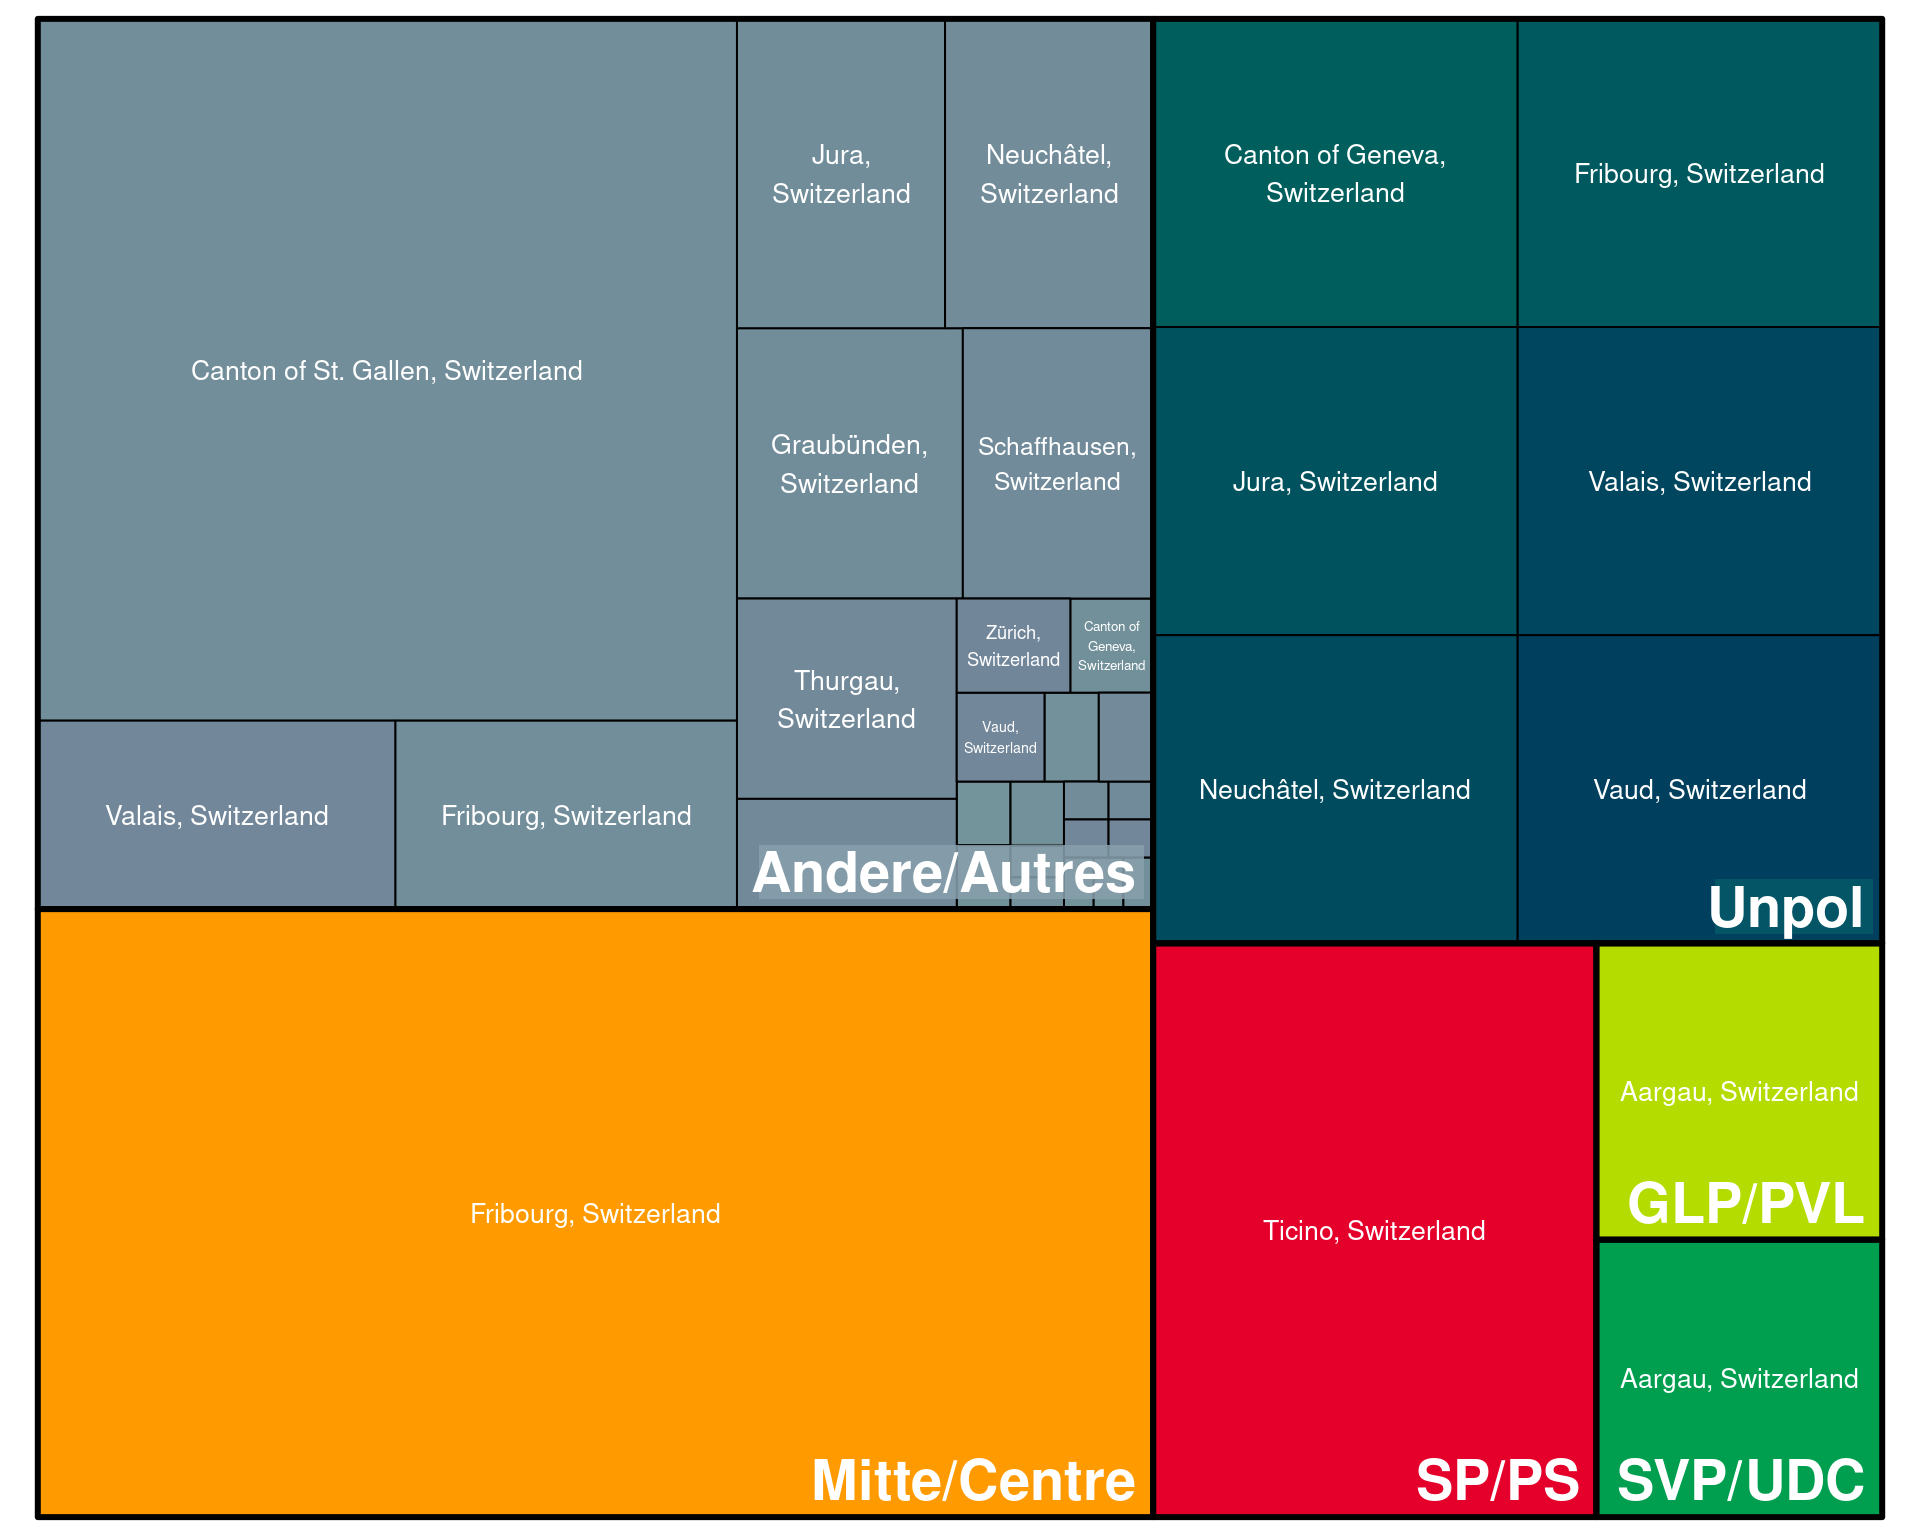 Canton of St. Gallen, Switzerland
Jura,
Switzerland
Neuchâtel,
Switzerland
Graubünden,
Switzerland
Schaffhausen,
Switzerland
Thurgau,
Switzerland
Zürich,
Switzerland
Canton of
Geneva,
Switzerland
Vaud,
Switzerland
Valais, Switzerland
Fribourg, Switzerland
Andere/Autres
Canton of Geneva,
Switzerland
Fribourg, Switzerland
Jura, Switzerland
Valais, Switzerland
Neuchâtel, Switzerland
Vaud, Switzerland
Unpol
Fribourg, Switzerland
Mitte/Centre
Ticino, Switzerland
SP/PS
Aargau, Switzerland
GLP/PVL
Aargau, Switzerland
SVP/UDC